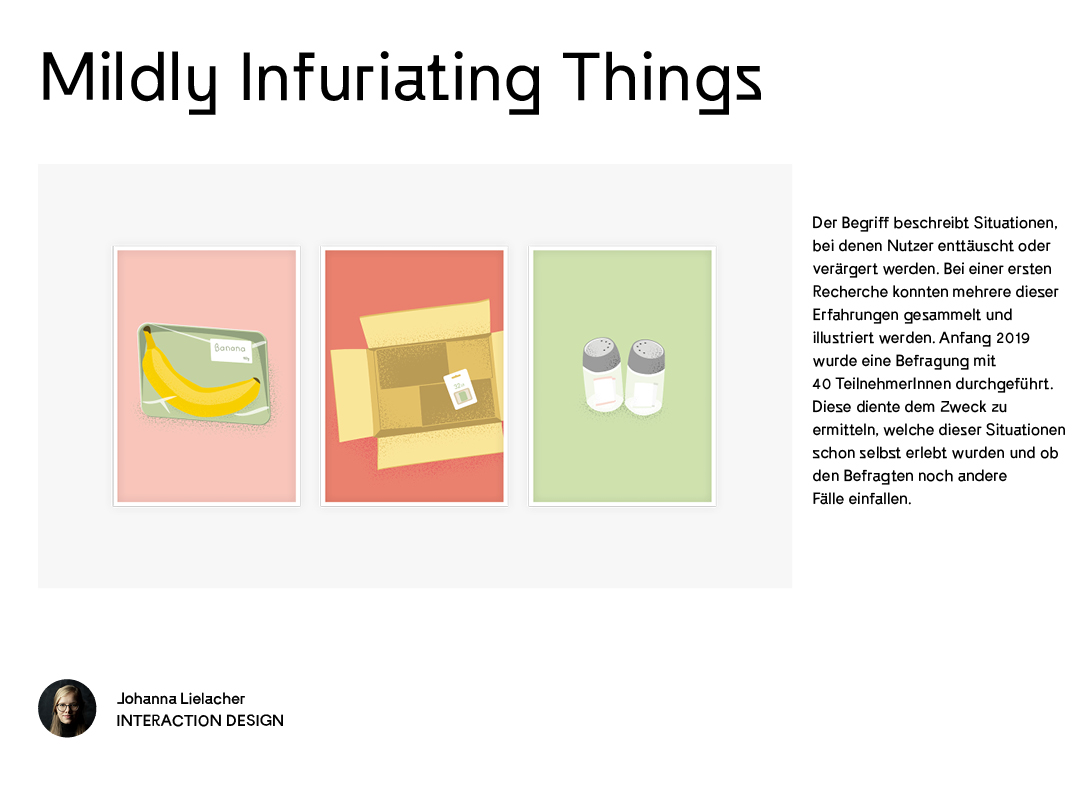 Mildly Infuriating Things
Banana
32x
Der Begriff beschreibt Situationen,
bei denen Nutzer enttäuscht oder
verärgert werden. Bei einer ersten
Recherche konnten mehrere dieser
Erfahrungen gesammelt und
illustriert werden. Anfang 2019
wurde eine Befragung mit
40 TeilnehmerInnen durchgeführt.
Diese diente dem Zweck zu
ermitteln, welche dieser Situationen
schon selbst erlebt wurden und ob
den Befragten noch andere
Fälle einfallen.
Johanna Lielacher
INTERACTION DESIGN